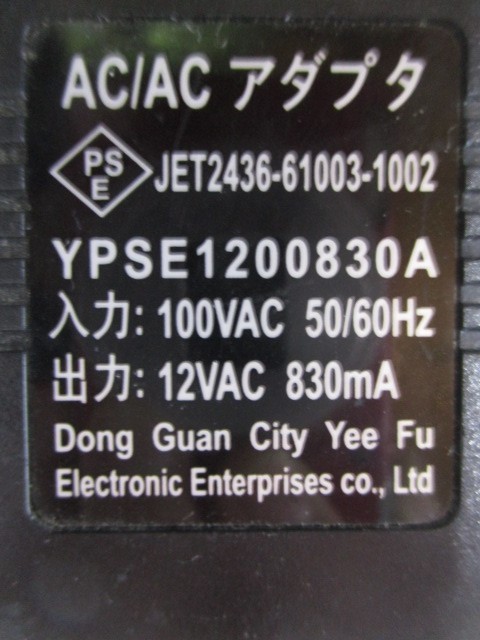 AC/AC アダプタ
PS
E
JET2436-61003-1002
YPSE1200830A
入力: 100VAC 50/60Hz
出力: 12VAC 830mA
Dong Guan City Yee Fu
Electronic Enterprises co., Ltd